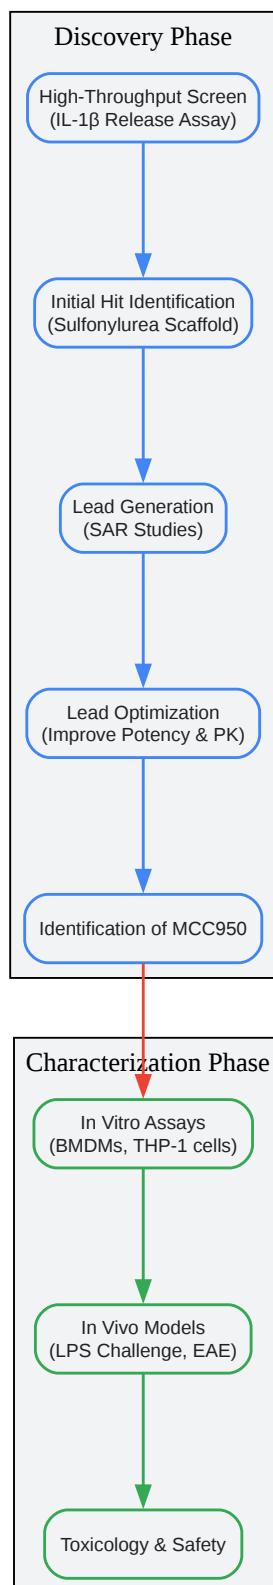 Discovery Phase
High-Throughput Screen
(IL-1β Release Assay)
Initial Hit Identification
(Sulfonylurea Scaffold)
Lead Generation
(SAR Studies)
Lead Optimization
(Improve Potency & PK)
Identification of MCC950
Characterization Phase
In Vitro Assays
(BMDMs, THP-1 cells)
In Vivo Models
(LPS Challenge, EAE)
Toxicology & Safety